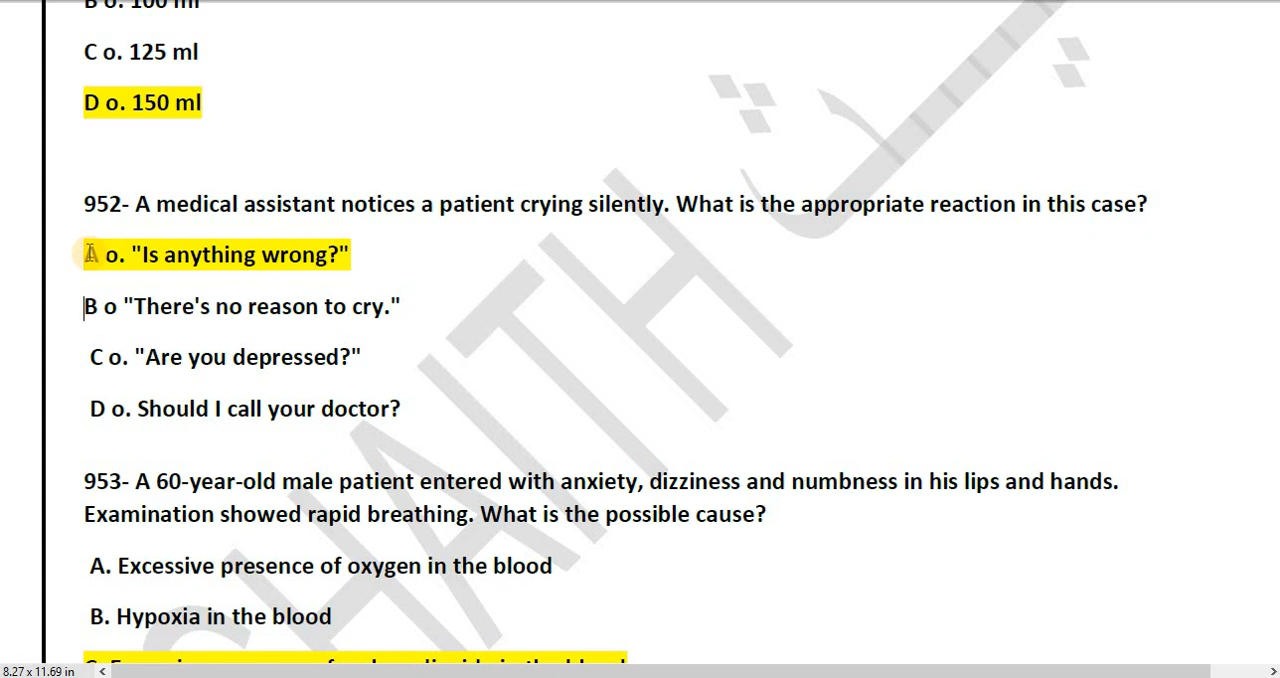 B o. 100 ml
C o. 125 ml
D o. 150 ml
952- A medical assistant notices a patient crying silently. What is the appropriate reaction in this case?
A o. "Is anything wrong?"
B o "There's no reason to cry."
C o. "Are you depressed?"
D o. Should I call your doctor?
953- A 60-year-old male patient entered with anxiety, dizziness and numbness in his lips and hands.
Examination showed rapid breathing. What is the possible cause?
A. Excessive presence of oxygen in the blood
B. Hypoxia in the blood
8.27 x 11.69 in